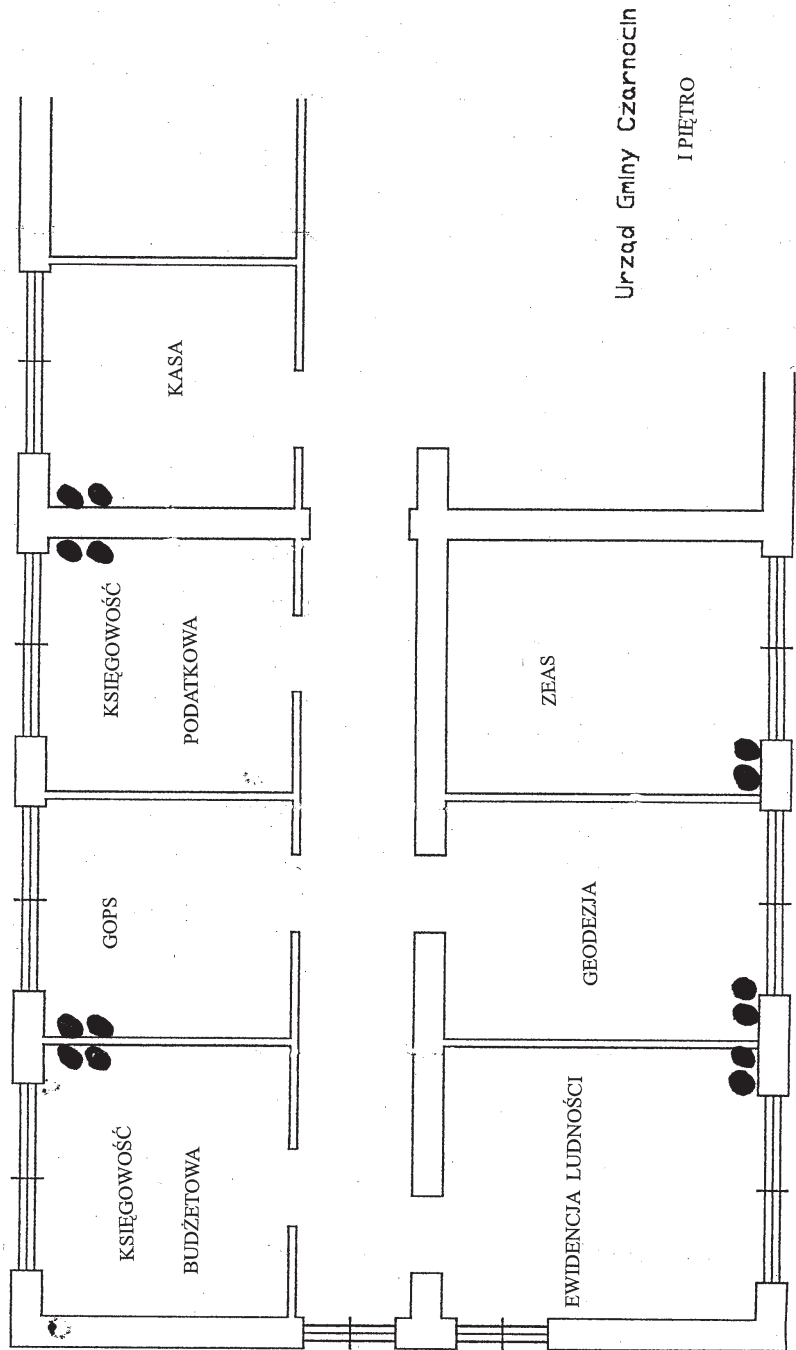 Urząd Gminy Czarnocin
I PIĘTRO
KSIĘGOWOŚĆ
BUDŻETOWA
GOPS
KSIĘGOWOŚĆ
PODATKOWA
KASA
EWIDENCJA LUDNOŚCI
GEODEZJA
ZEAS